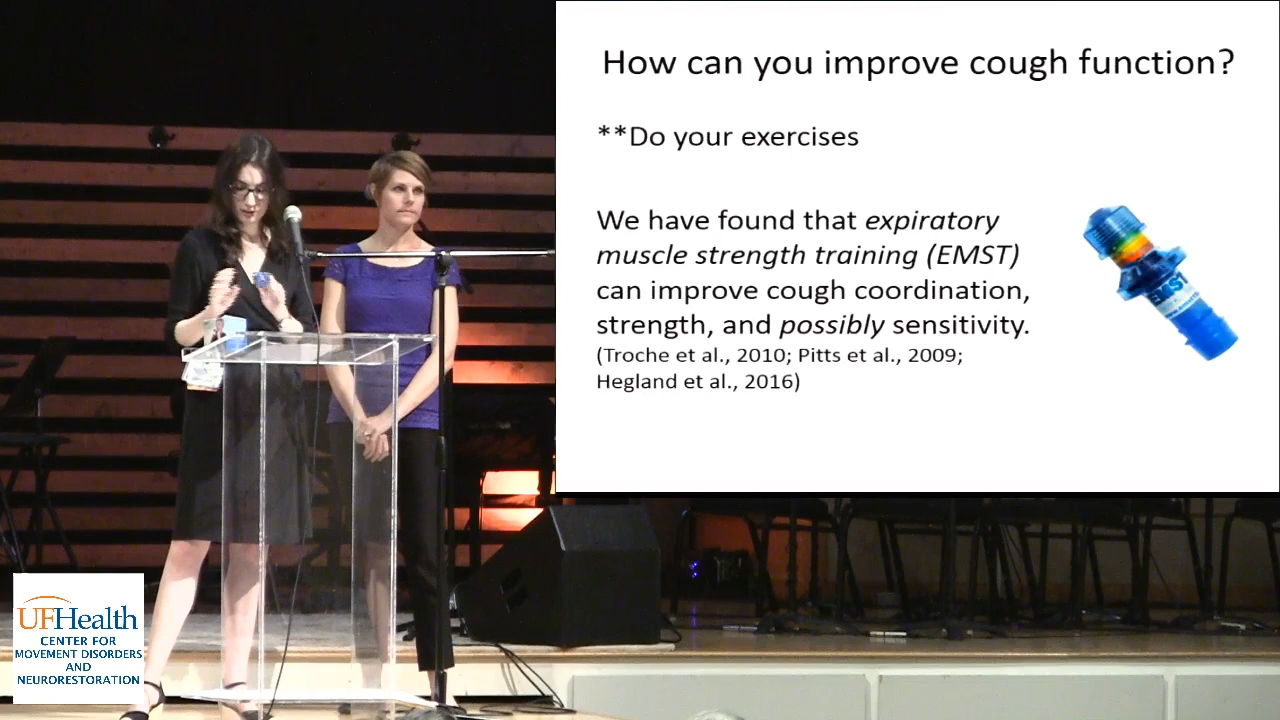 How can you improve cough function?
**Do your exercises
We have found that expiratory
muscle strength training (EMST)
can improve cough coordination,
strength, and possibly sensitivity.
(Troche et al., 2010; Pitts et al., 2009;
Hegland et al., 2016)
EMST
UFHealth
CENTER FOR
MOVEMENT DISORDERS
AND
NEURORESTORATION